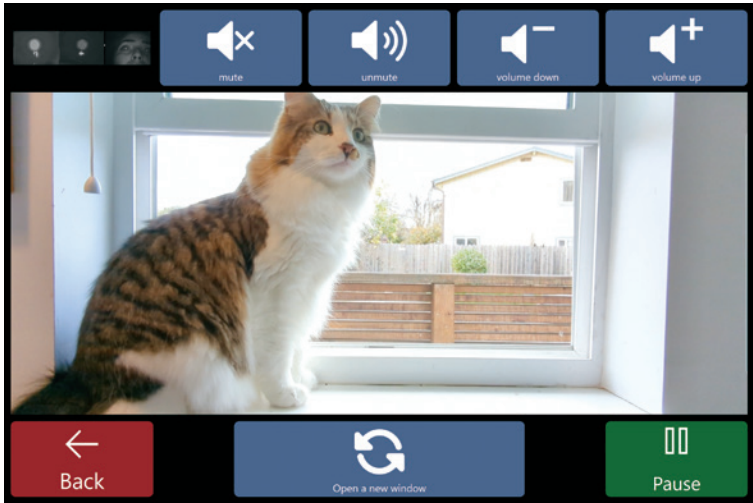 mute
unmute
volume down
volume up
Back
Open a new window
Pause